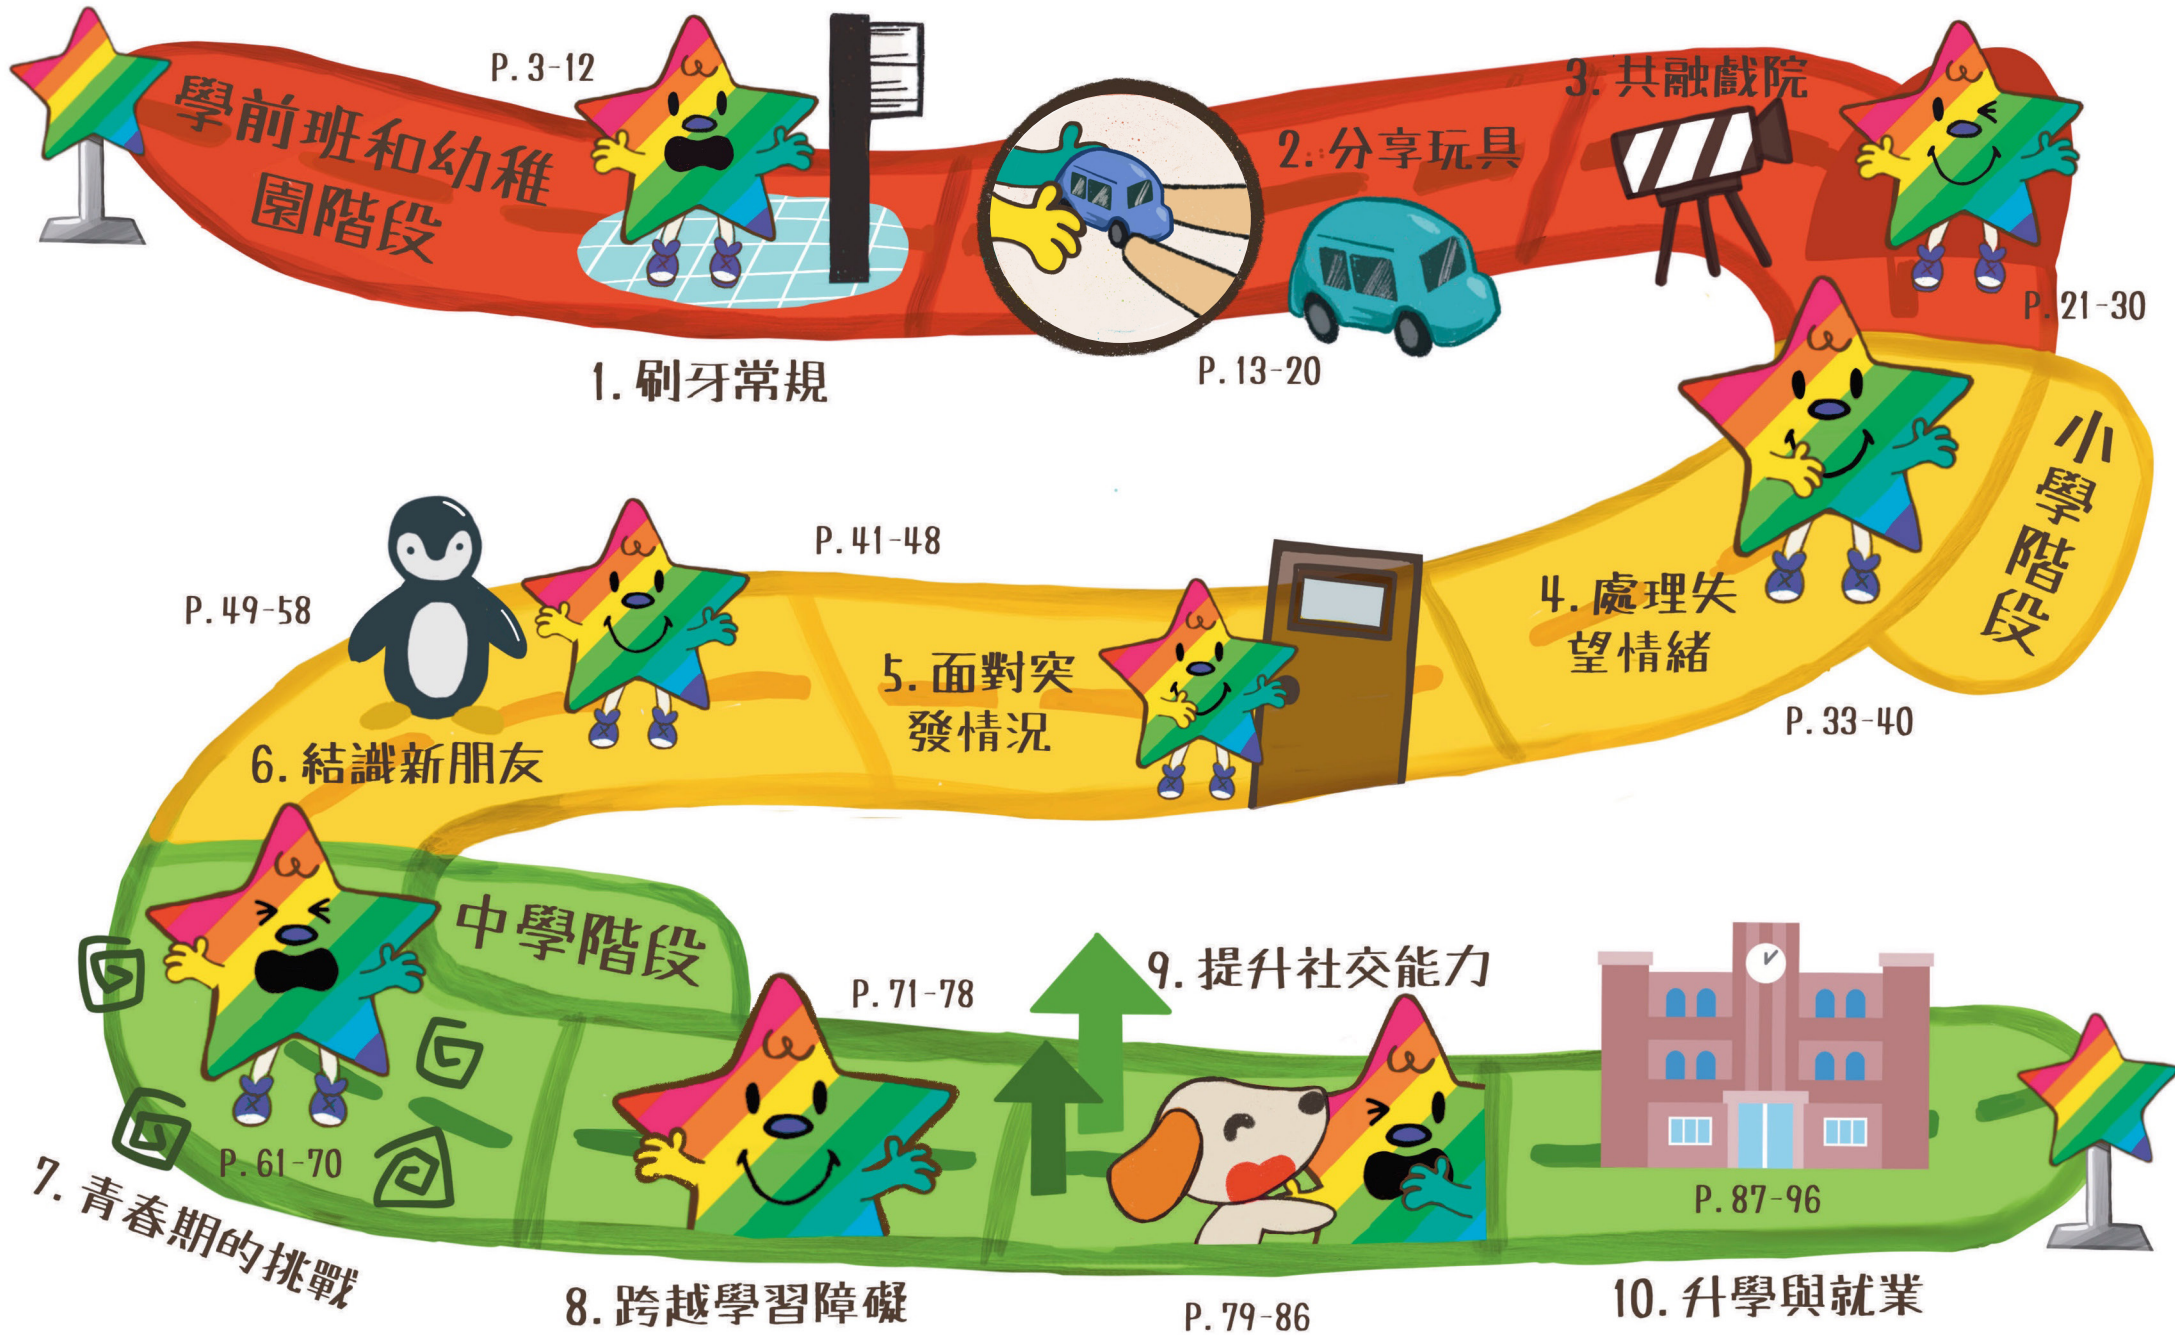 學前班和幼稚
園階段
P. 3-12
1. 刷牙常規
2. 分享玩具
P. 13-20
3. 共融戲院
P. 21-30
小學階段
4. 處理失
望情緒
P. 33-40
P. 41-48
5. 面對突
發情況
P. 49-58
6. 結識新朋友
中學階段
P. 61-70
7. 青春期的挑戰
P. 71-78
8. 跨越學習障礙
9. 提升社交能力
P. 79-86
P. 87-96
10. 升學與就業